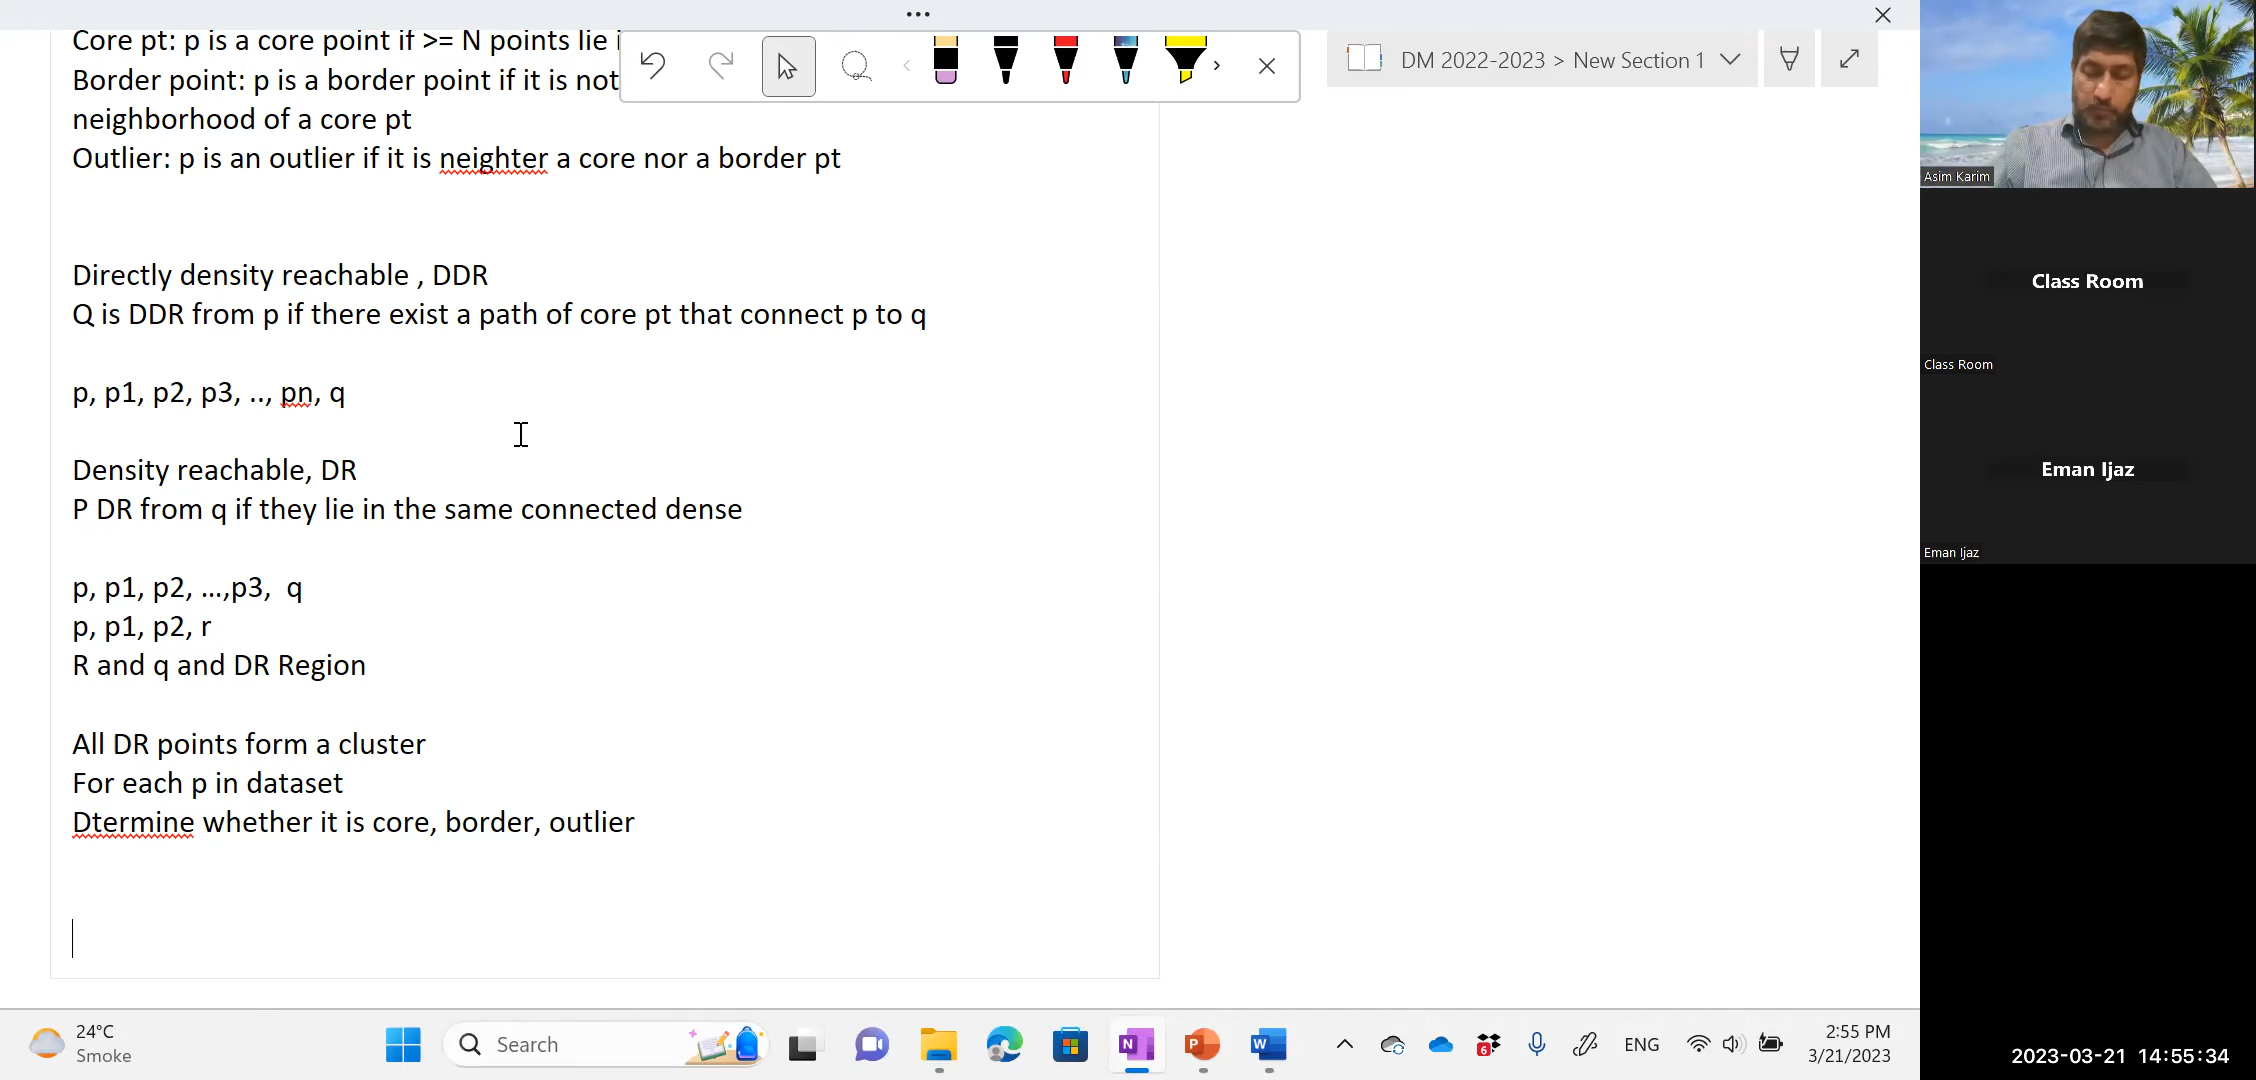 Core pt: p is a core point if >= N points lie
DM 2022-2023 > New Section 1
Border point: p is a border point if it is not
neighborhood of a core pt
Outlier: p is an outlier if it is neighter a core nor a border pt
Directly density reachable , DDR
Q is DDR from p if there exist a path of core pt that connect p to q
p, p1, p2, p3, .., pn, q
Density reachable, DR
P DR from q if they lie in the same connected dense
p, p1, p2, ...,p3,  q
p, p1, p2, r
R and q and DR Region
All DR points form a cluster
For each p in dataset
Dtermine whether it is core, border, outlier
Asim Karim
Class Room
Class Room
Eman Ijaz
Eman Ijaz
24°C
Smoke
Search
N
P
W
6
ENG
2:55 PM
3/21/2023
2023-03-21 14:55:34